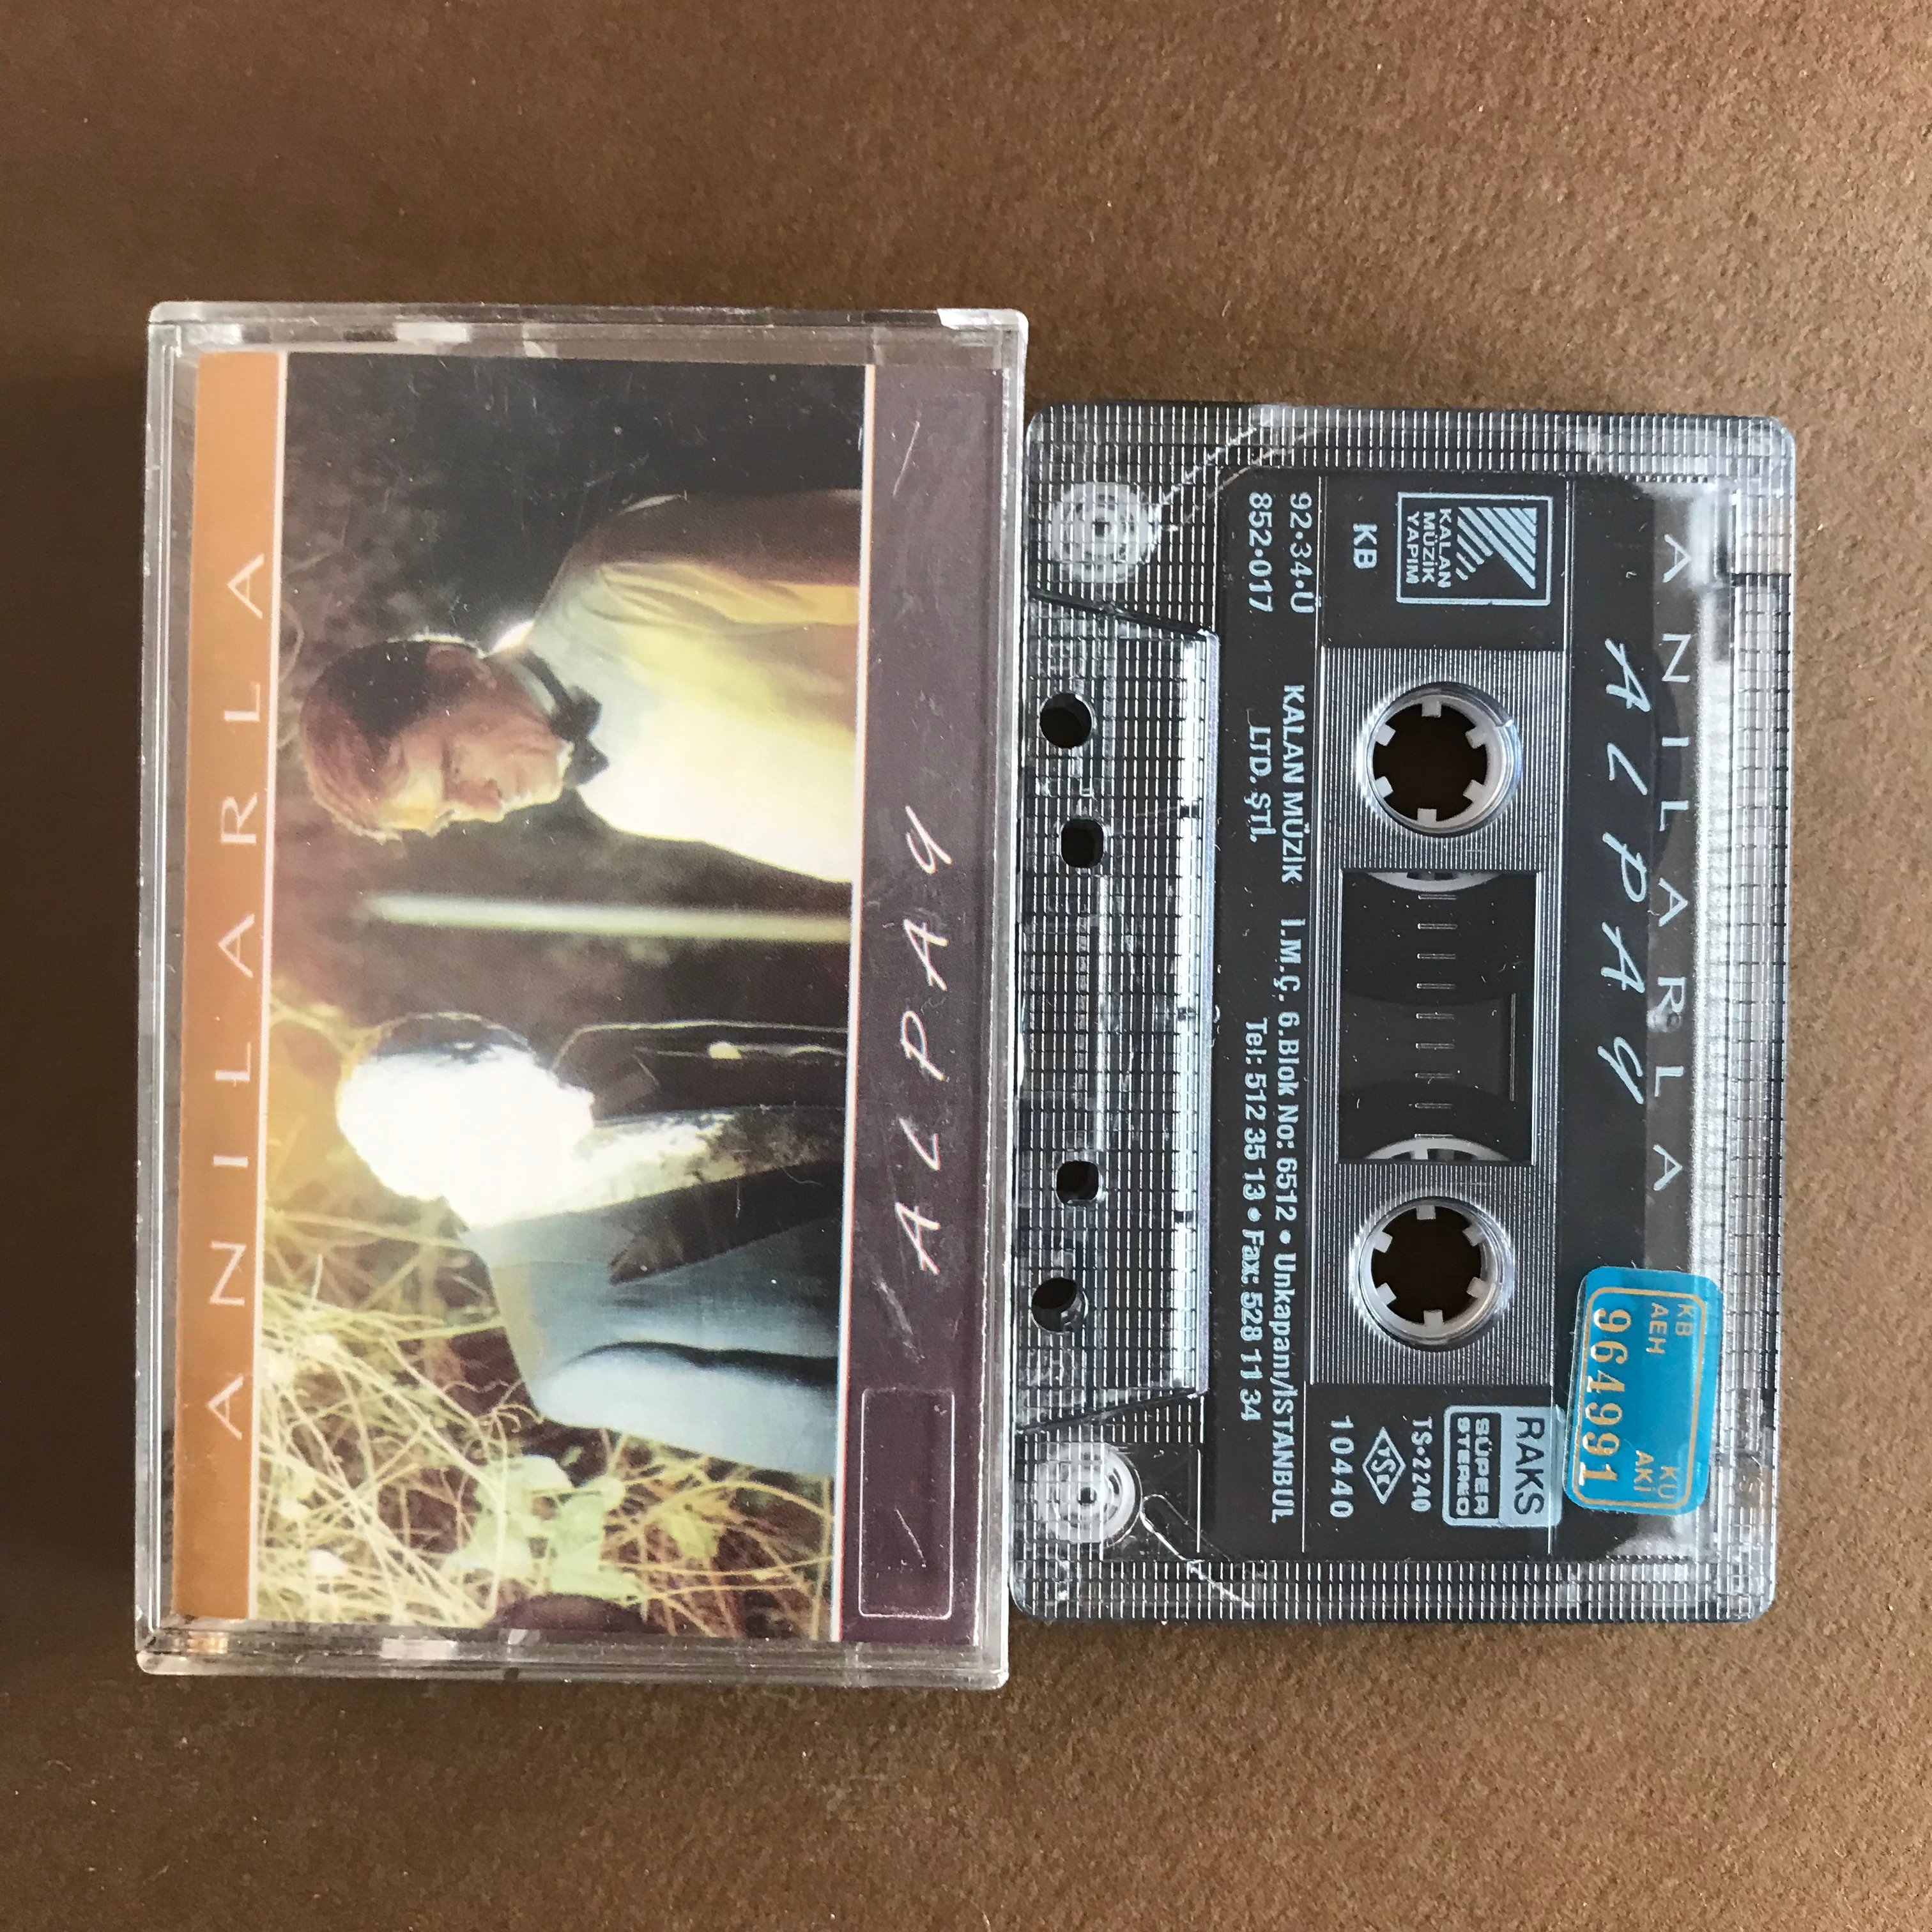 ANILARLA
ALPAY
ANILARLA
ALPAY
KALAN
MÜZİK
YAPIM
KB
92•34•Ü
852•017
KALAN MÜZİK İ.M.Ç. 6.Blok No: 6512 • Unkapanı/İSTANBUL
LTD. ŞTİ. Tel: 512 35 13 • Fax: 528 11 34
RAKS
SÜPER
STEREO
TS•2240
TSE
10440
KB KÜ
AEH AKİ
964991